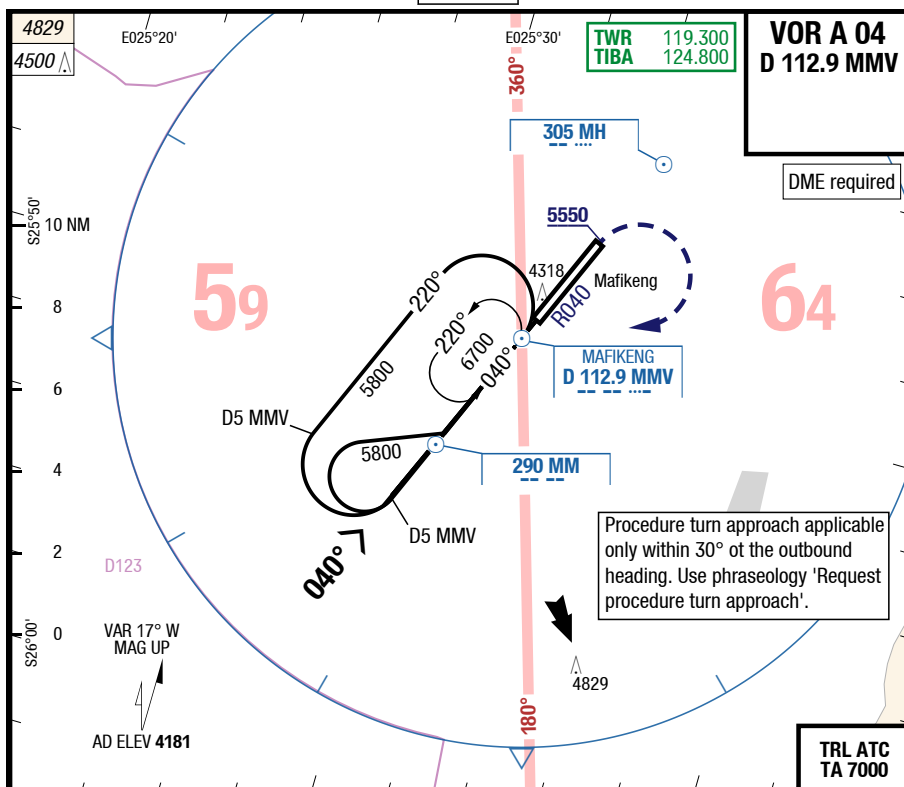 4829
4500
E025°20'
E025°30'
TWR 119.300
TIBA 124.800
VOR A 04
D 112.9 MMV
360°
305 MH
DME required
S25°50'
10 NM
5550
59
220°
4318
Mafikeng
64
8
R040
220°
6700
5800
040°
MAFIKENG
D 112.9 MMV
6
D5 MMV
5800
290 MM
4
D5 MMV
Procedure turn approach applicable
only within 30° ot the outbound
heading. Use phraseology 'Request
procedure turn approach'.
2
D123
040°
S26°00'
0
VAR 17° W
MAG UP
4829
180°
AD ELEV 4181
TRL ATC
TA 7000